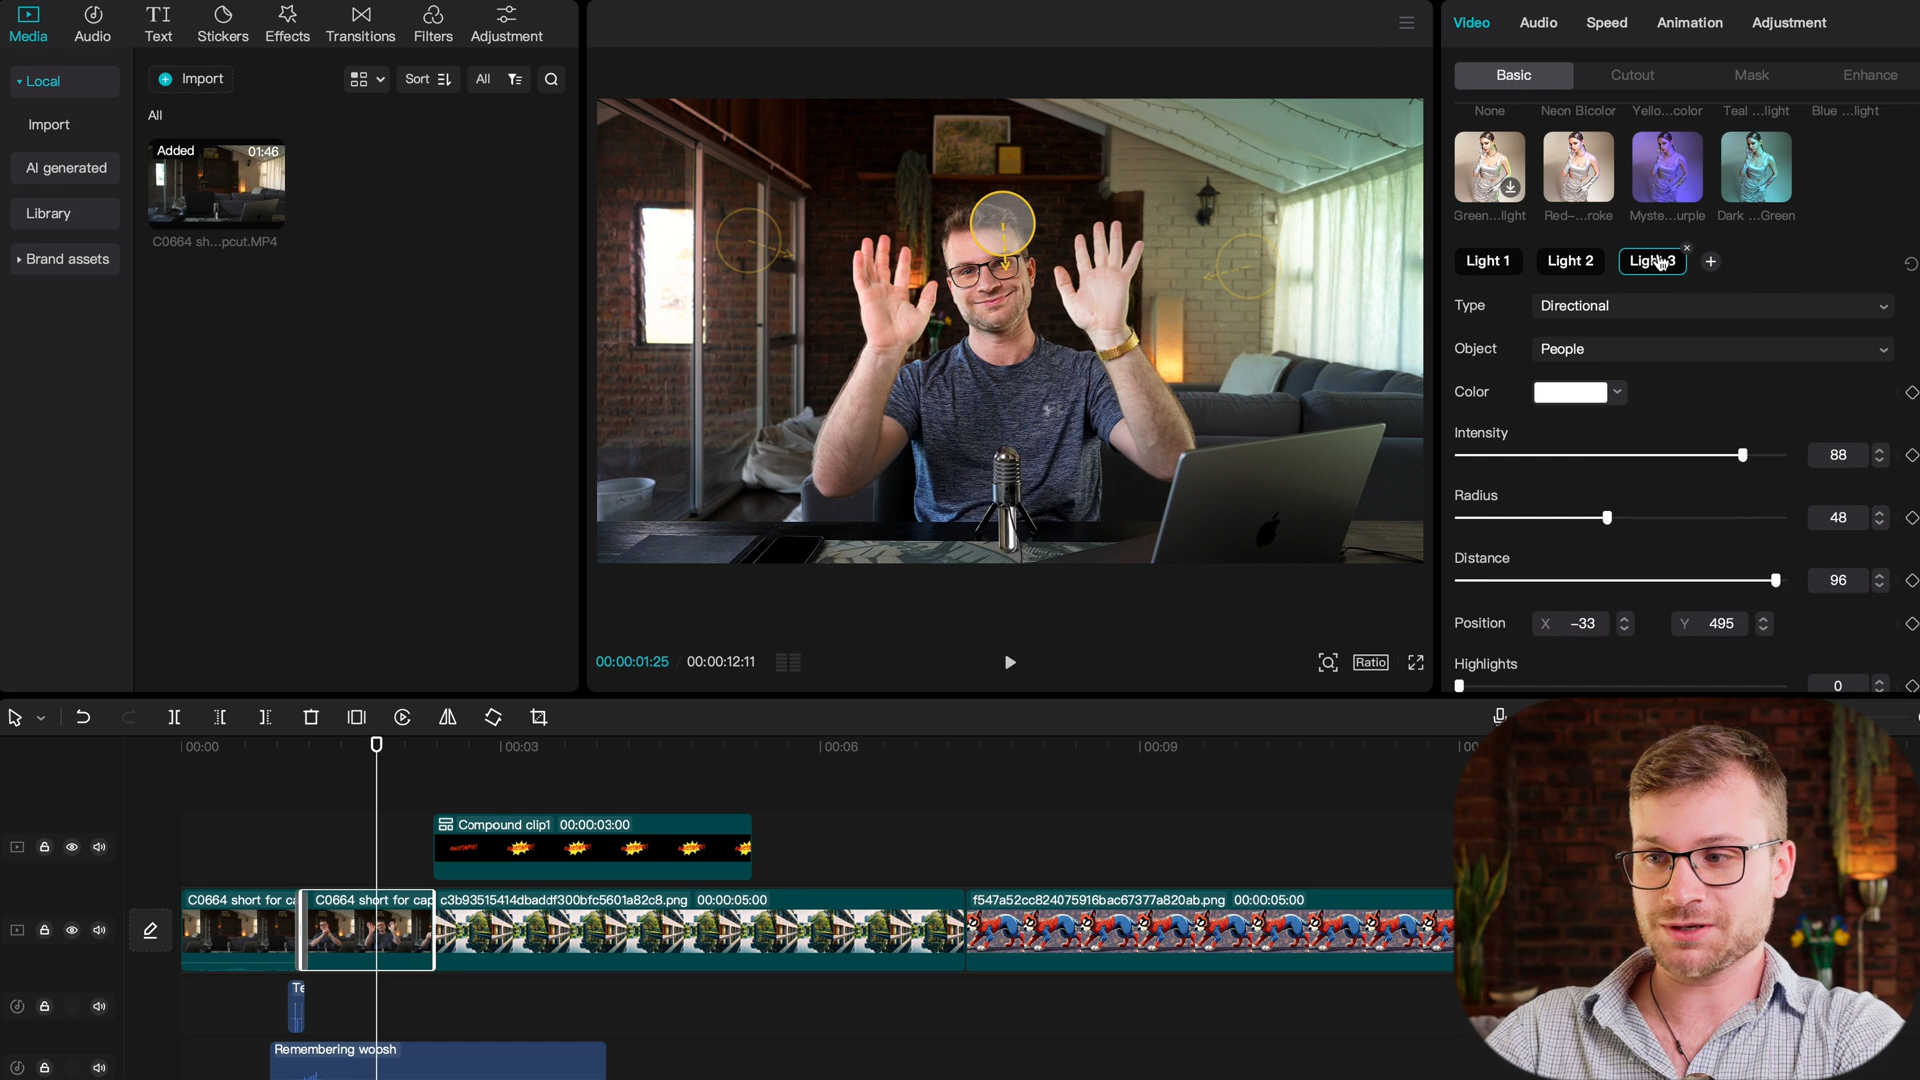 Media
Audio
Text
Stickers
Effects
Transitions
Filters
Adjustment
Local
Import
AI generated
Library
Brand assets
Import
Sort
All
All
Added
01:46
C0664 sh...pcut.MP4
00:00:01:25
00:00:12:11
Ratio
Video
Audio
Speed
Animation
Adjustment
Basic
Cutout
Mask
Enhance
None
Neon Bicolor
Yello...color
Teal ...light
Blue ...light
Green...light
Red-...roke
Myste...urple
Dark ...Green
Light 1
Light 2
Light 3
Type
Directional
Object
People
Color
Intensity
88
Radius
48
Distance
96
Position
X -33
Y 495
Highlights
0
00:00
00:03
00:06
00:09
Compound clip1 00:00:03:00
C0664 short for ca
C0664 short for cap
c3b93515414dbaddf300bfc5601a82c8.png 00:00:05:00
f547a52cc824075916bac67377a820ab.png 00:00:05:00
Te
Remembering woosh